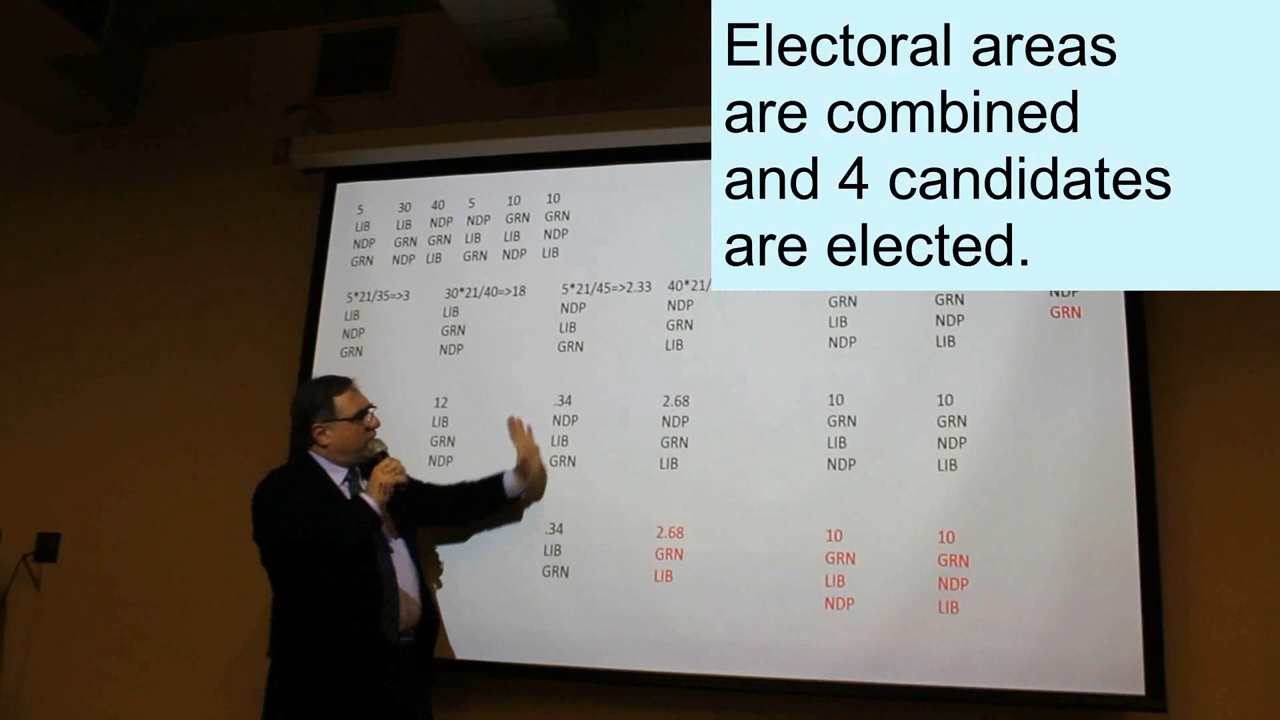 Electoral areas
are combined
and 4 candidates
are elected.
5 30 40 5 10 10
LIB LIB NDP NDP GRN GRN
NDP GRN GRN LIB LIB NDP
GRN NDP LIB GRN NDP LIB
5*21/35=>3 30*21/40=>18 5*21/45=>2.33 40*21/
LIB LIB NDP NDP GRN GRN NDP
NDP GRN LIB GRN LIB NDP GRN
GRN NDP GRN LIB NDP LIB
12 .34 2.68 10 10
LIB NDP NDP GRN GRN
GRN LIB GRN LIB NDP
NDP GRN LIB NDP LIB
.34 2.68 10 10
LIB GRN GRN GRN
GRN LIB LIB NDP
NDP LIB